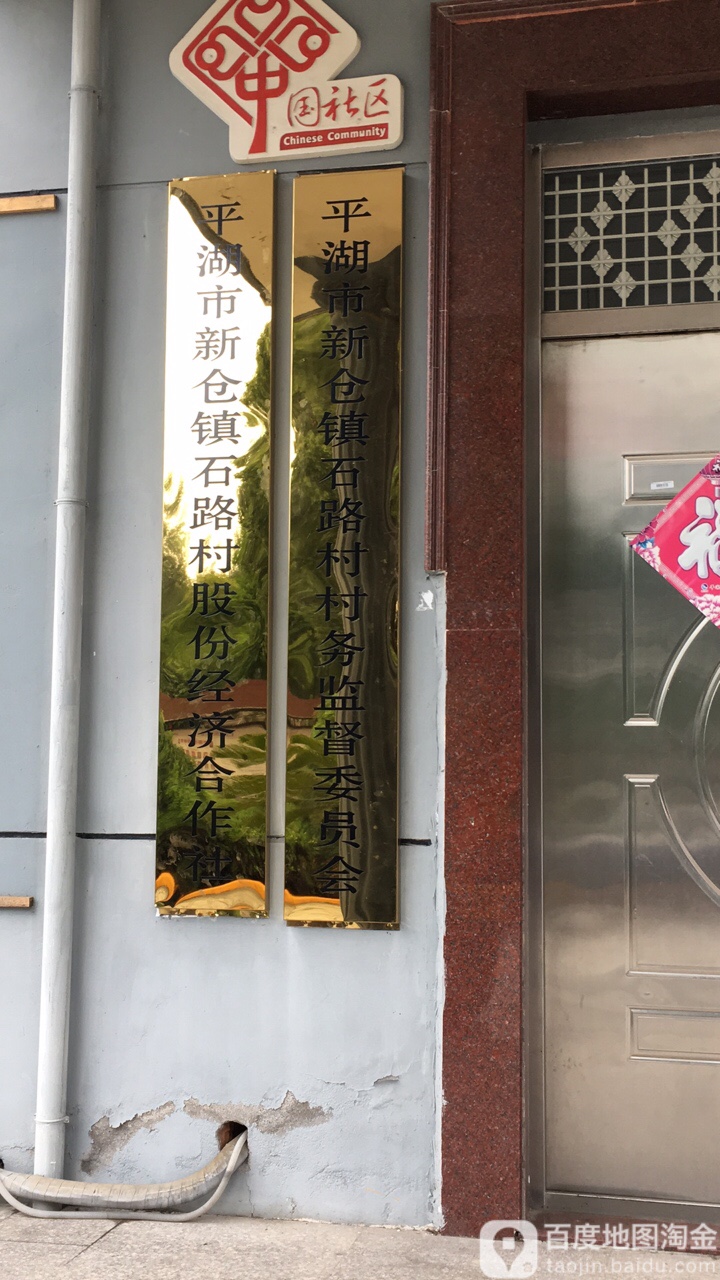 中国社区
Chinese Community
平湖市新仓镇石路村股份经济合作社
平湖市新仓镇石路村村务监督委员会
福
百度地图淘金
taojin.baidu.com